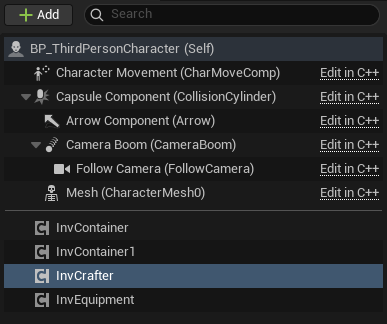 Add
Search
BP_ThirdPersonCharacter (Self)
Character Movement (CharMoveComp) Edit in C++
Capsule Component (CollisionCylinder) Edit in C++
Arrow Component (Arrow) Edit in C++
Camera Boom (CameraBoom) Edit in C++
Follow Camera (FollowCamera) Edit in C++
Mesh (CharacterMesh0) Edit in C++
InvContainer
InvContainer1
InvCrafter
InvEquipment